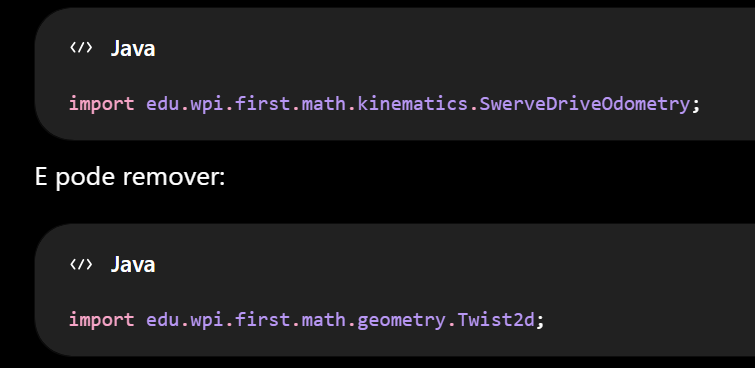 </> Java
import edu.wpi.first.math.kinematics.SwerveDriveOdometry;
E pode remover:
</> Java
import edu.wpi.first.math.geometry.Twist2d;